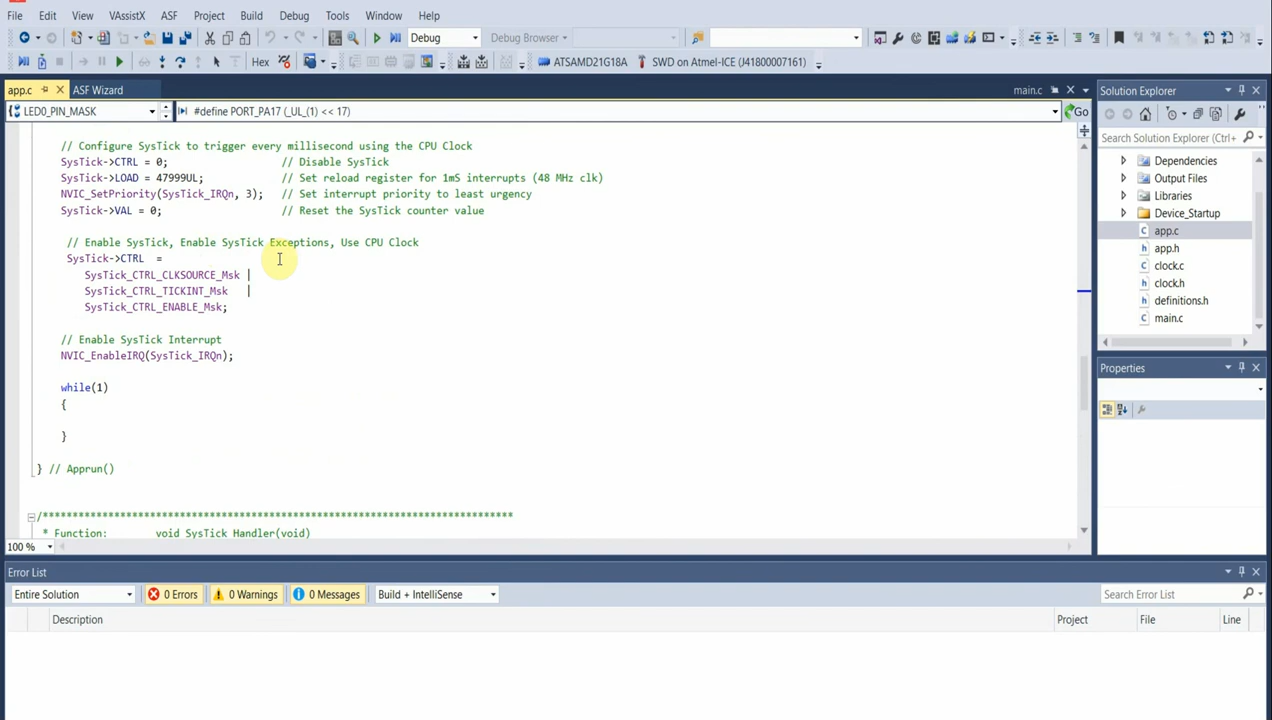 File Edit View VAssistX ASF Project Build Debug Tools Window Help
Debug Debug Browser
Hex ATSAMD21G18A SWD on Atmel-ICE (J41800007161)
app.c ASF Wizard main.c
LED0_PIN_MASK #define PORT_PA17 (_UL_(1) << 17) Go
// Configure SysTick to trigger every millisecond using the CPU Clock
SysTick->CTRL = 0; // Disable SysTick
SysTick->LOAD = 47999UL; // Set reload register for 1mS interrupts (48 MHz clk)
NVIC_SetPriority(SysTick_IRQn, 3); // Set interrupt priority to least urgency
SysTick->VAL = 0; // Reset the SysTick counter value
// Enable SysTick, Enable SysTick Exceptions, Use CPU Clock
SysTick->CTRL =
SysTick_CTRL_CLKSOURCE_Msk |
SysTick_CTRL_TICKINT_Msk |
SysTick_CTRL_ENABLE_Msk;
// Enable SysTick Interrupt
NVIC_EnableIRQ(SysTick_IRQn);
while(1)
{
}
} // Apprun()
/******************************************************************************
* Function: void SysTick_Handler(void)
100 %
Solution Explorer
Search Solution Explorer (Ctrl+
Dependencies
Output Files
Libraries
Device_Startup
app.c
app.h
clock.c
clock.h
definitions.h
main.c
Properties
Error List
Entire Solution 0 Errors 0 Warnings 0 Messages Build + IntelliSense Search Error List
Description Project File Line